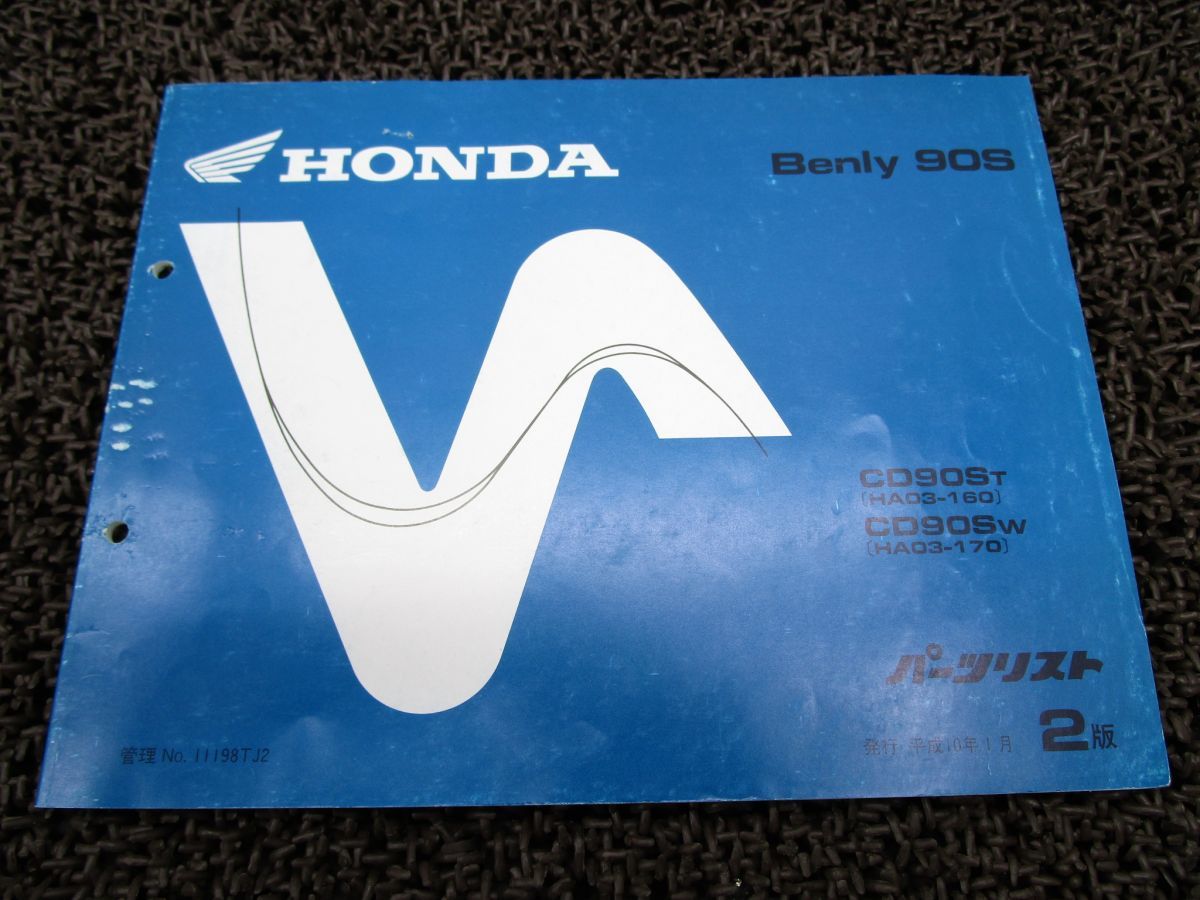 HONDA
Benly 90S
CD90ST
(HA03-160)
CD90SW
(HA03-170)
パーツリスト
管理 No. 11198TJ2
発行 平成10年1月
2版